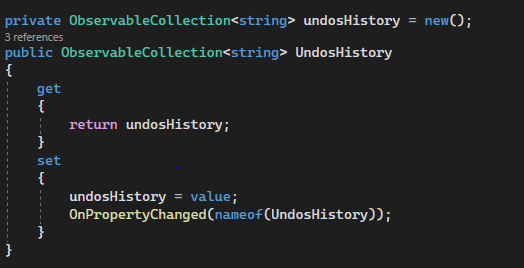 private ObservableCollection<string> undosHistory = new();
3 references
public ObservableCollection<string> UndosHistory
{
get
{
return undosHistory;
}
set
{
undosHistory = value;
OnPropertyChanged(nameof(UndosHistory));
}
}